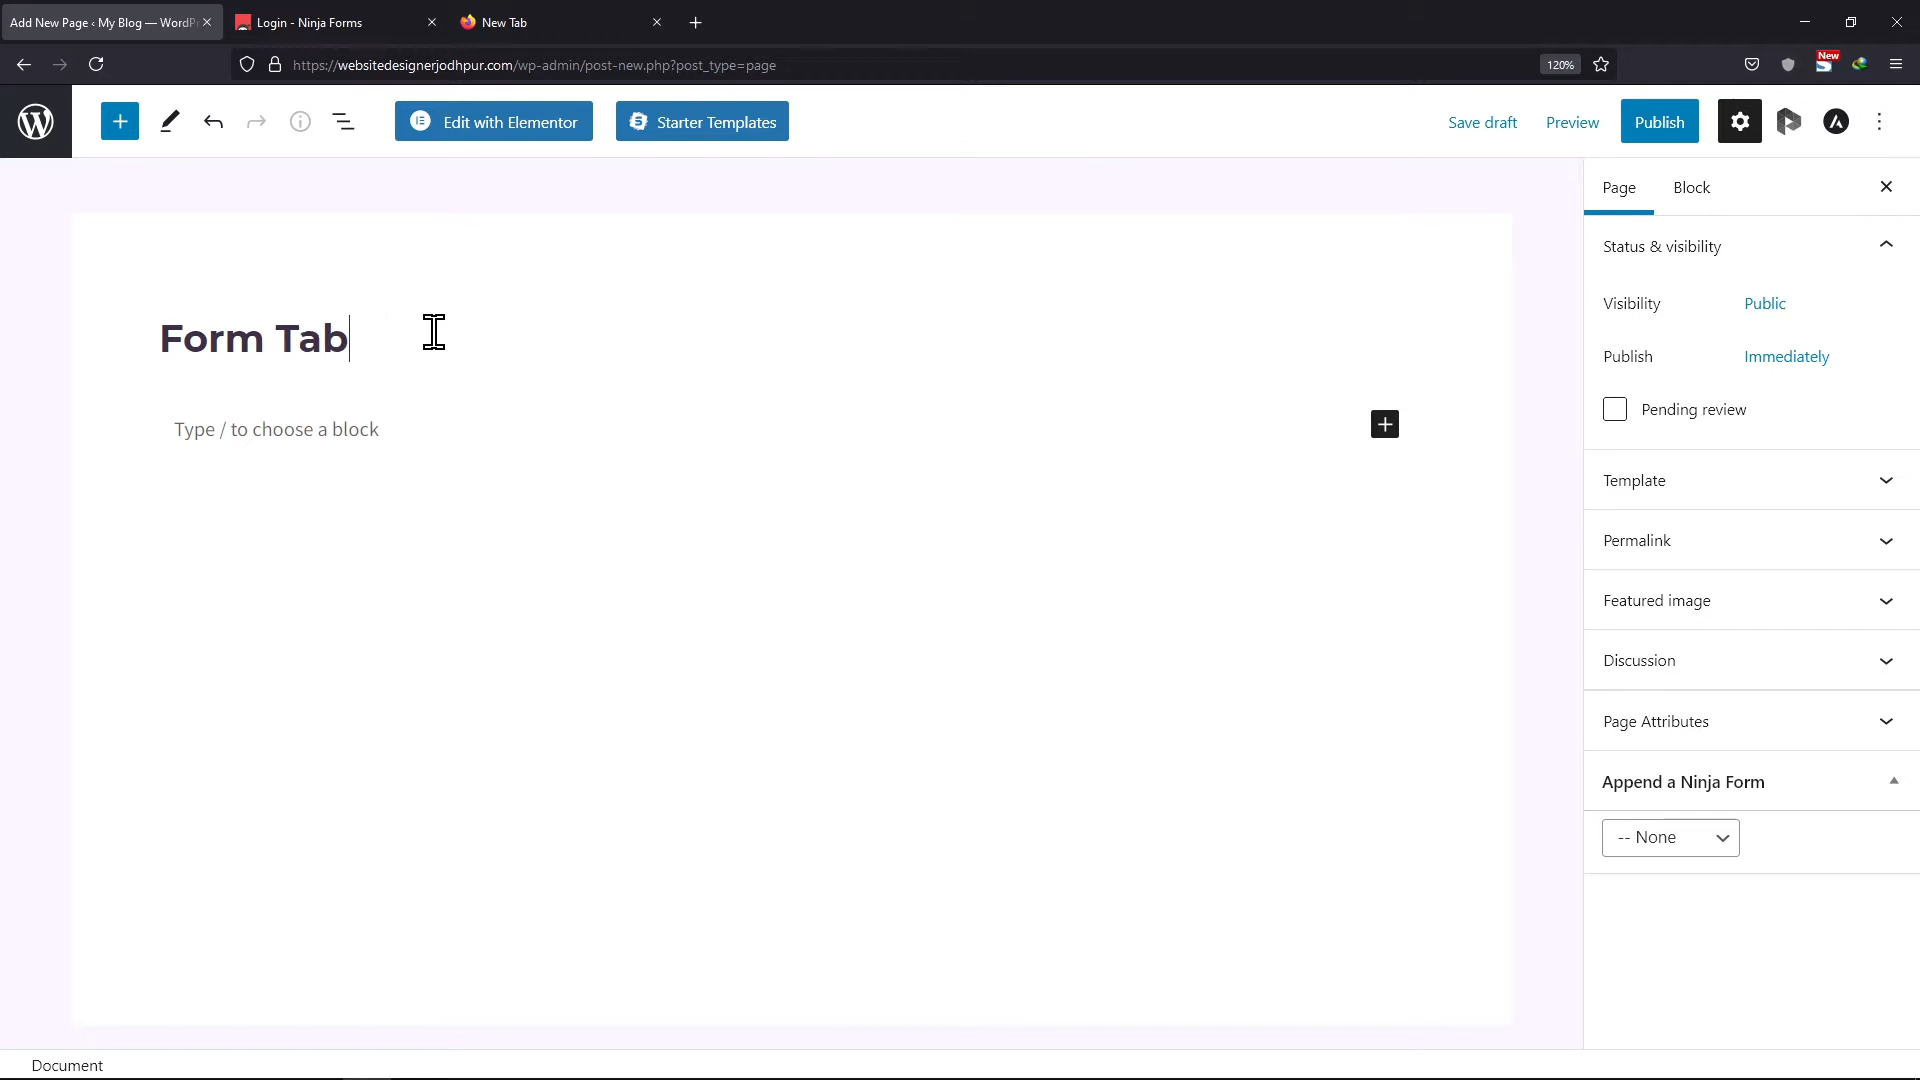 Add New Page ‹ My Blog — WordPr
Login - Ninja Forms
New Tab
https://websitedesignerjodhpur.com/wp-admin/post-new.php?post_type=page
120%
New
Edit with Elementor
Starter Templates
Save draft
Preview
Publish
Page
Block
Status & visibility
Visibility
Public
Publish
Immediately
Pending review
Form Tab
Type / to choose a block
Template
Permalink
Featured image
Discussion
Page Attributes
Append a Ninja Form
-- None
Document